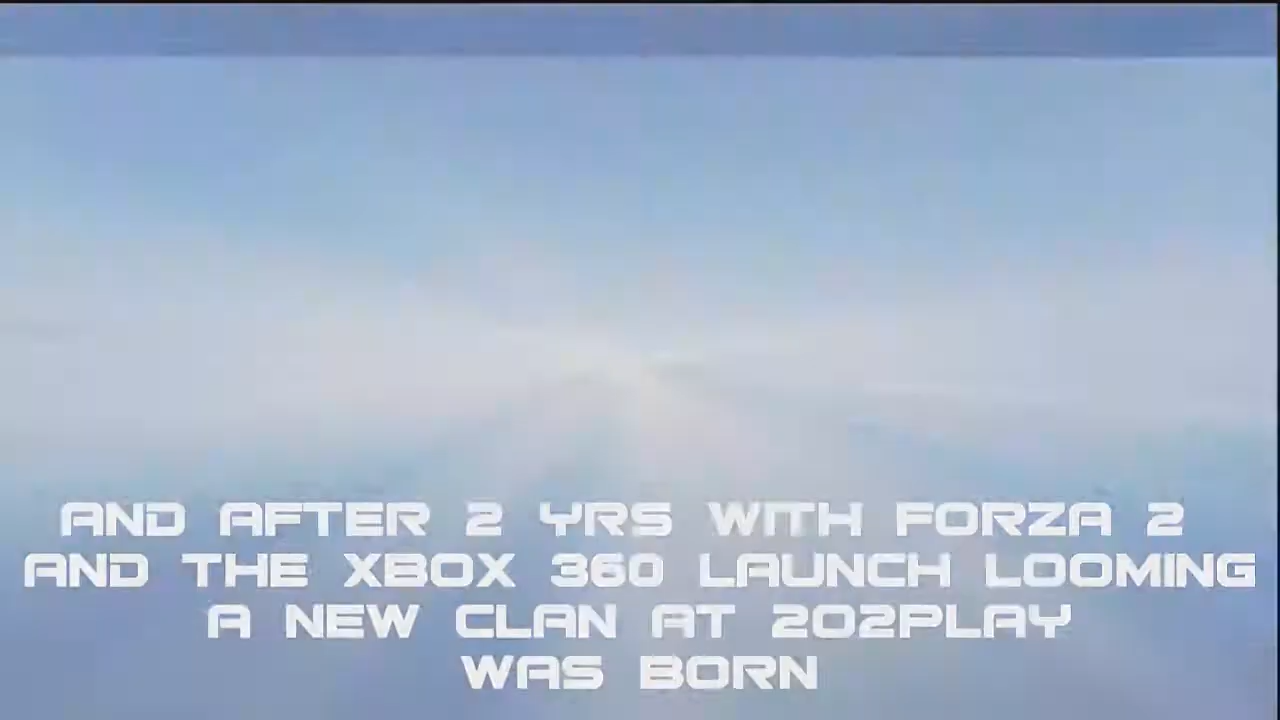 AND AFTER 2 YRS WITH FORZA 2
AND THE XBOX 360 LAUNCH LOOMING
A NEW CLAN AT 202PLAY
WAS BORN